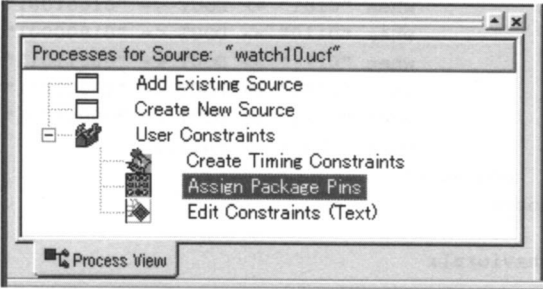 Processes for Source: "watch10.ucf"
Add Existing Source
Create New Source
User Constraints
Create Timing Constraints
Assign Package Pins
Edit Constraints (Text)
Process View